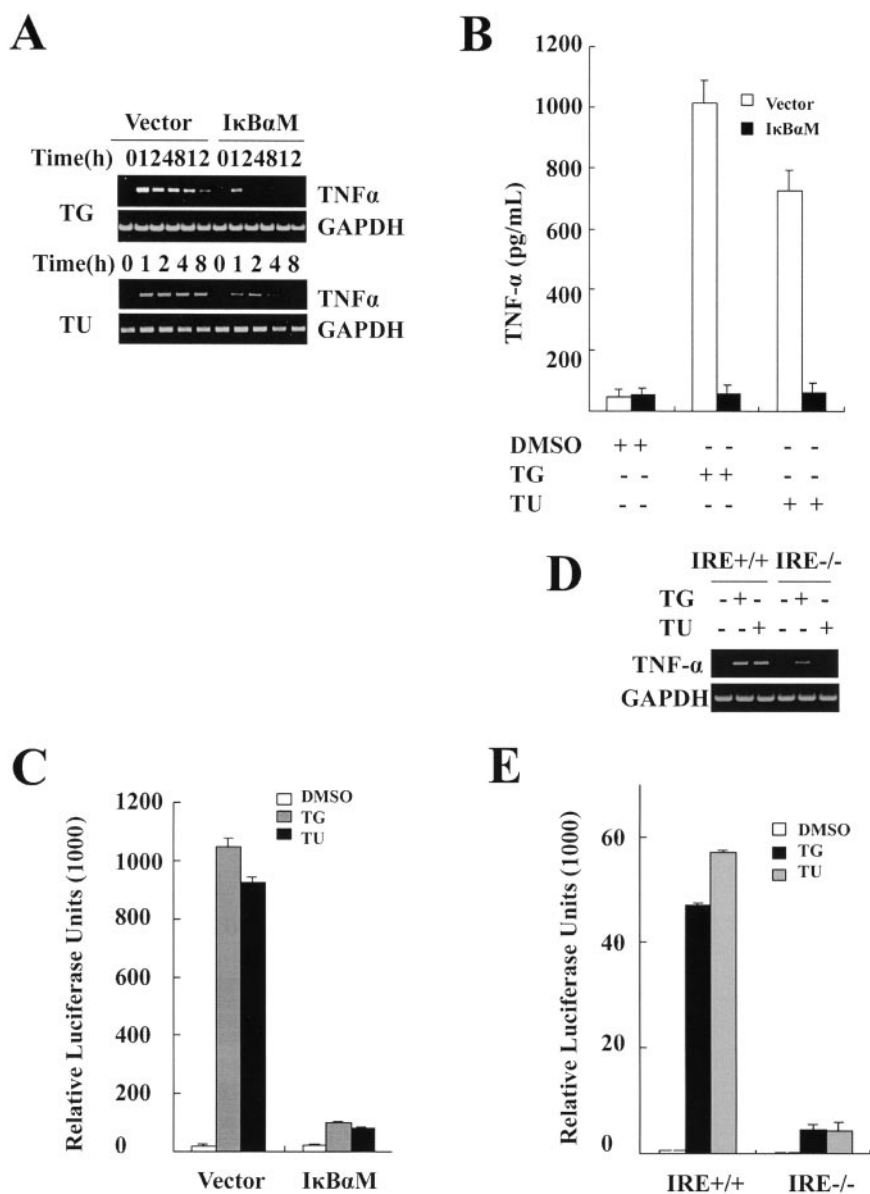 A
Vector IκBαM
Time(h) 0 1 2 4 8 12 0 1 2 4 8 12
TG
TNFα
GAPDH
Time(h) 0 1 2 4 8 0 1 2 4 8
TU
TNFα
GAPDH
B
1200
1000
800
600
400
200
TNF-α (pg/mL)
Vector
IκBαM
DMSO + + - - - -
TG - - + + - -
TU - - - - + +
D
IRE+/+ IRE-/-
TG - + - - + -
TU - - + - - +
TNF-α
GAPDH
C
1200
1000
800
600
400
200
0
Relative Luciferase Units (1000)
DMSO
TG
TU
Vector IκBαM
E
60
40
20
0
Relative Luciferase Units (1000)
DMSO
TG
TU
IRE+/+ IRE-/-